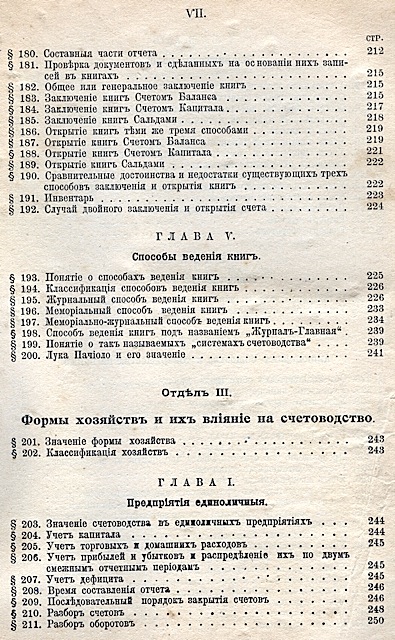 VII.
СТР.
§ 180. Составныя части отчета . . . . . . . . . . . . . . . 212
§ 181. Провѣрка документовъ и сдѣланныхъ на основаніи нихъ запи-
сей въ книгахъ . . . . . . . . . . . . . . . . . . 215
§ 182. Общее или генеральное заключеніе книгъ . . . . . . . . 215
§ 183. Заключеніе книгъ Счетомъ Баланса . . . . . . . . . . 215
§ 184. Заключеніе книгъ Счетомъ Капитала . . . . . . . . . . 217
§ 185. Заключеніе книгъ Сальдами . . . . . . . . . . . . . 218
§ 186. Открытіе книгъ тѣми же тремя способами . . . . . . . 219
§ 187. Открытіе книгъ Счетомъ Баланса . . . . . . . . . . . 219
§ 188. Открытіе книгъ Счетомъ Капитала . . . . . . . . . . 221
§ 189. Открытіе книгъ Сальдами . . . . . . . . . . . . . . 222
§ 190. Сравнительные достоинства и недостатки существующихъ трехъ
способовъ заключенія и открытія книгъ . . . . . . . . 222
§ 191. Инвентарь . . . . . . . . . . . . . . . . . . . . 223
§ 192. Случай двойного заключенія и открытія счета . . . . . . 224
ГЛАВА V.
Способы веденія книгъ.
§ 193. Понятіе о способахъ веденія книгъ . . . . . . . . . . 225
§ 194. Классификація способовъ веденія книгъ . . . . . . . . 226
§ 195. Журнальный способъ веденія книгъ . . . . . . . . . . 226
§ 196. Меморіальный способъ веденія книгъ . . . . . . . . . 233
§ 197. Меморіально-журнальный способъ веденія книгъ . . . . . 234
§ 198. Способъ веденія книгъ подъ названіемъ „Журналъ-Главная“ 239
§ 199. Понятіе о такъ называемыхъ „системахъ счетоводства“ . . 239
§ 200. Лука Пачіоло и его значеніе . . . . . . . . . . . . 241
Отдѣлъ III.
Формы хозяйствъ и ихъ вліяніе на счетоводство.
§ 201. Значеніе формы хозяйства . . . . . . . . . . . . . 243
§ 202. Классификація хозяйствъ . . . . . . . . . . . . . . 243
ГЛАВА I.
Предпріятія единоличныя.
§ 203. Значеніе счетоводства въ единоличныхъ предпріятіяхъ . . . 244
§ 204. Учетъ капитала . . . . . . . . . . . . . . . . . . 244
§ 205. Учетъ торговыхъ и домашнихъ расходовъ . . . . . . . 245
§ 206. Учетъ прибылей и убытковъ и распредѣленіе ихъ по двумъ
смежнымъ отчетнымъ періодамъ . . . . . . . . . . . 245
§ 207. Учетъ дефицита . . . . . . . . . . . . . . . . . . 245
§ 208. Время составленія отчета . . . . . . . . . . . . . . 246
§ 209. Послѣдовательный порядокъ закрытія счетовъ . . . . . . 246
§ 210. Разборъ счетовъ . . . . . . . . . . . . . . . . . 248
§ 211. Разборъ оборотовъ . . . . . . . . . . . . . . . . 250